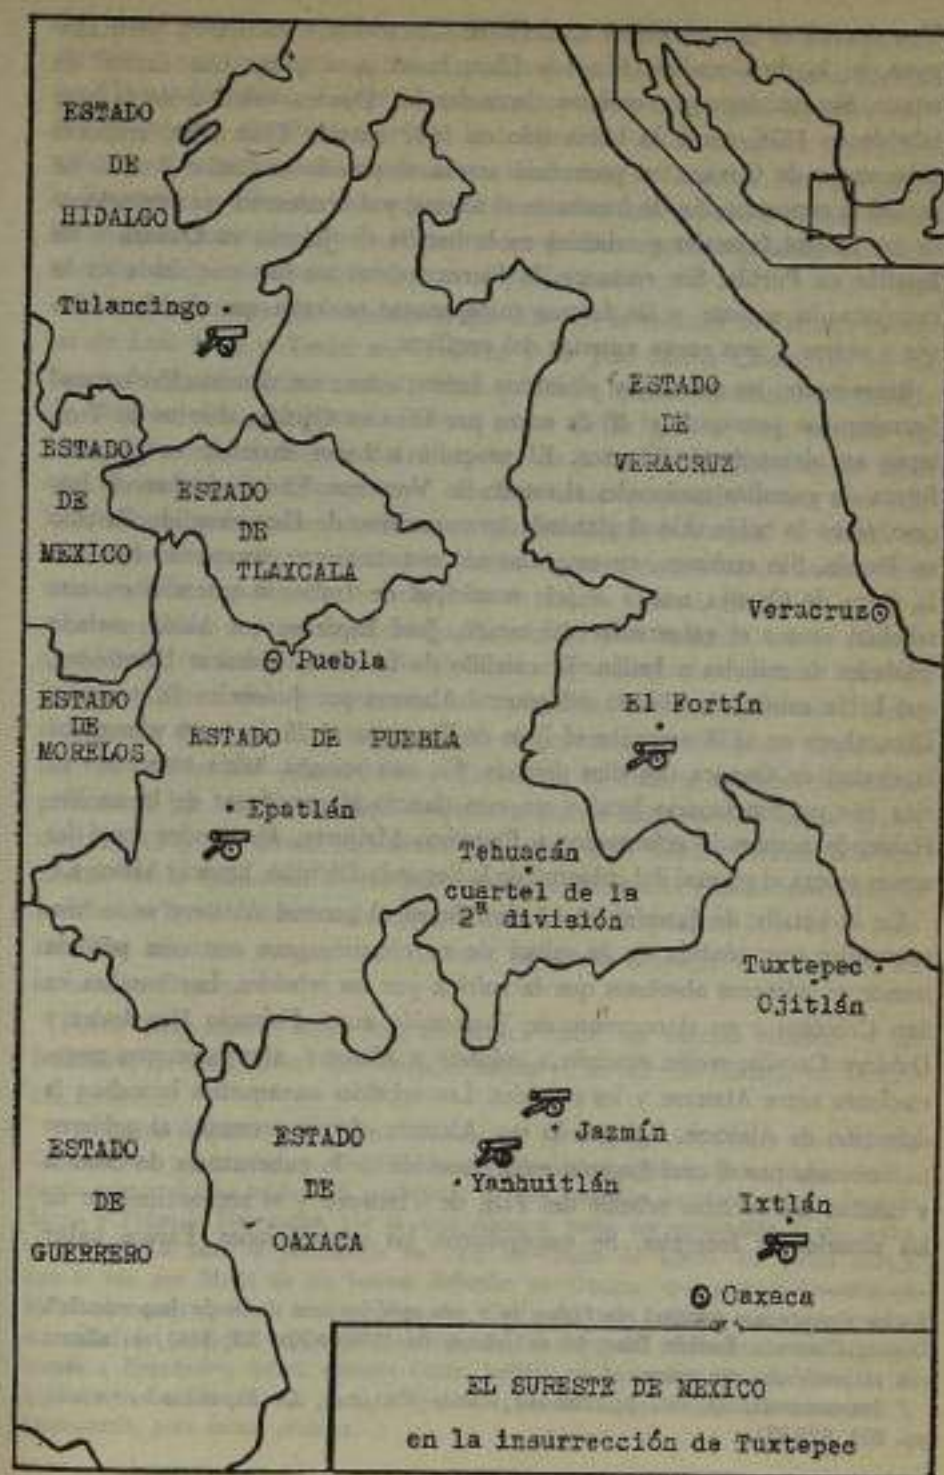 ESTADO
DE
HIDALGO
Tulancingo
ESTADO
DE
VERACRUZ
ESTADO
DE
MEXICO
ESTADO
DE
TLAXCALA
Veracruz
Puebla
ESTADO
DE
MORELOS
ESTADO DE PUEBLA
El Fortín
Epatlán
Tehuacán
cuartel de la
2ª división
Tuxtepec
Ojitlán
ESTADO
DE
GUERRERO
ESTADO
DE
OAXACA
Jazmín
Yanhuitlán
Ixtlán
Oaxaca
EL SURESTE DE MEXICO
en la insurrección de Tuxtepec